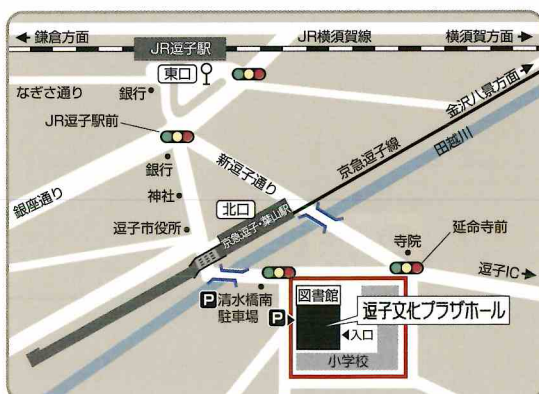 鎌倉方面
JR横須賀線
横須賀方面
JR逗子駅
東口
なぎさ通り
銀行
金沢八景方面
JR逗子駅前
京急逗子線
田越川
新逗子通り
銀行
銀座通り
神社
北口
京急逗子・葉山駅
逗子市役所
寺院
延命寺前
逗子IC
P清水橋南
駐車場
図書館
P
逗子文化プラザホール
入口
小学校